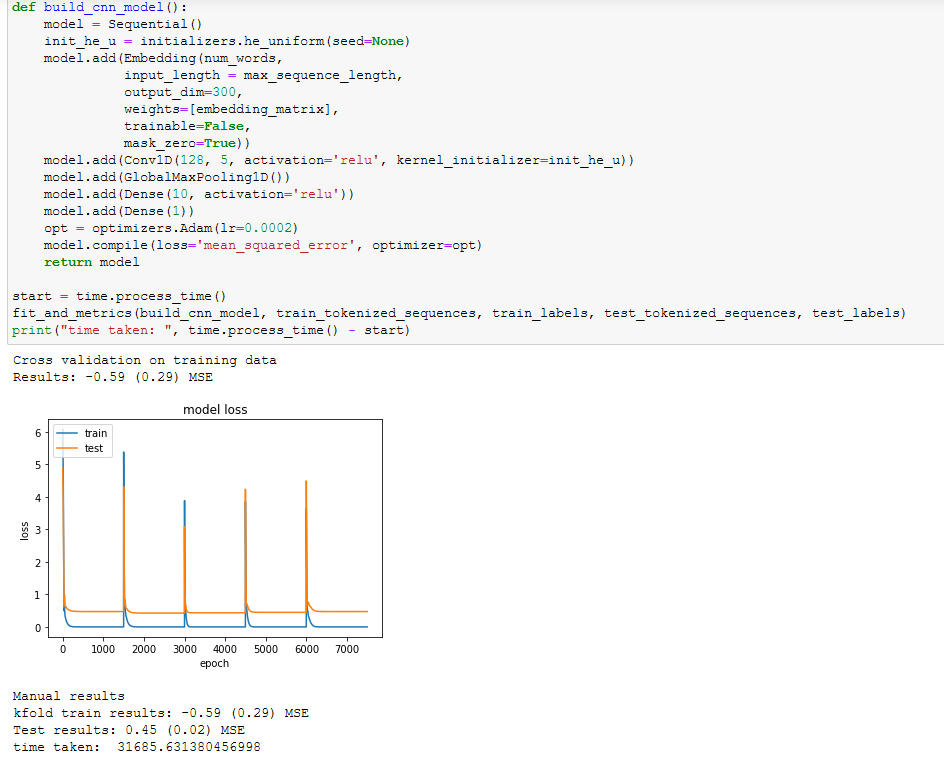 def build_cnn_model():
    model = Sequential()
    init_he_u = initializers.he_uniform(seed=None)
    model.add(Embedding(num_words,
              input_length = max_sequence_length,
              output_dim=300,
              weights=[embedding_matrix],
              trainable=False,
              mask_zero=True))
    model.add(Conv1D(128, 5, activation='relu', kernel_initializer=init_he_u))
    model.add(GlobalMaxPooling1D())
    model.add(Dense(10, activation='relu'))
    model.add(Dense(1))
    opt = optimizers.Adam(lr=0.0002)
    model.compile(loss='mean_squared_error', optimizer=opt)
    return model

start = time.process_time()
fit_and_metrics(build_cnn_model, train_tokenized_sequences, train_labels, test_tokenized_sequences, test_labels)
print("time taken: ", time.process_time() - start)
Cross validation on training data
Results: -0.59 (0.29) MSE
model loss
train
test
6
5
4
3
2
1
0
loss
0 1000 2000 3000 4000 5000 6000 7000
epoch
Manual results
kfold train results: -0.59 (0.29) MSE
Test results: 0.45 (0.02) MSE
time taken:  31685.631380456998